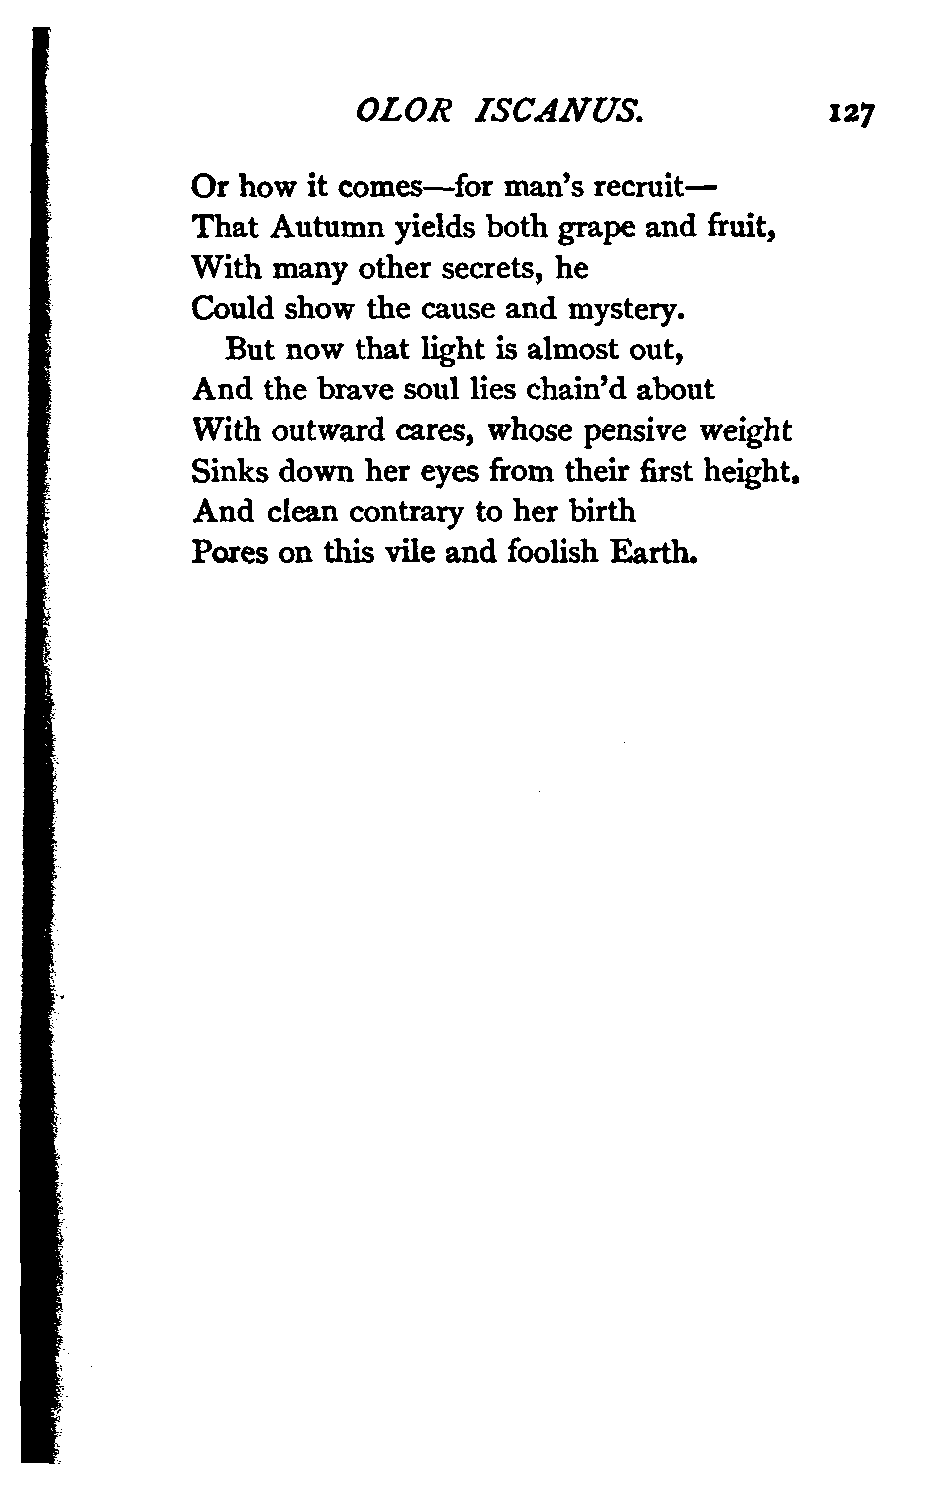 OLOR ISCANUS. 127
Or how it comes—for man's recruit—
That Autumn yields both grape and fruit,
With many other secrets, he
Could show the cause and mystery.
But now that light is almost out,
And the brave soul lies chain'd about
With outward cares, whose pensive weight
Sinks down her eyes from their first height.
And clean contrary to her birth
Pores on this vile and foolish Earth.